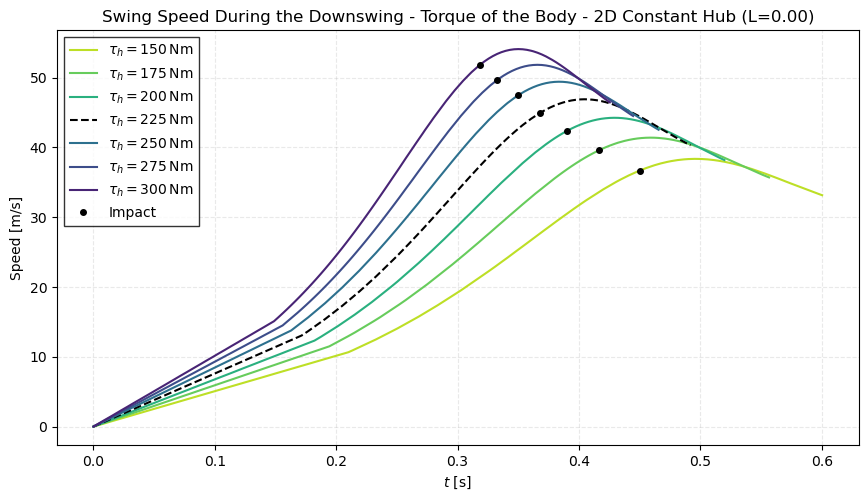 Swing Speed During the Downswing - Torque of the Body - 2D Constant Hub (L=0.00)
τₕ = 150 Nm
τₕ = 175 Nm
τₕ = 200 Nm
τₕ = 225 Nm
τₕ = 250 Nm
τₕ = 275 Nm
τₕ = 300 Nm
Impact
Speed [m/s]
50
40
30
20
10
0
0.0 0.1 0.2 0.3 0.4 0.5 0.6
t [s]